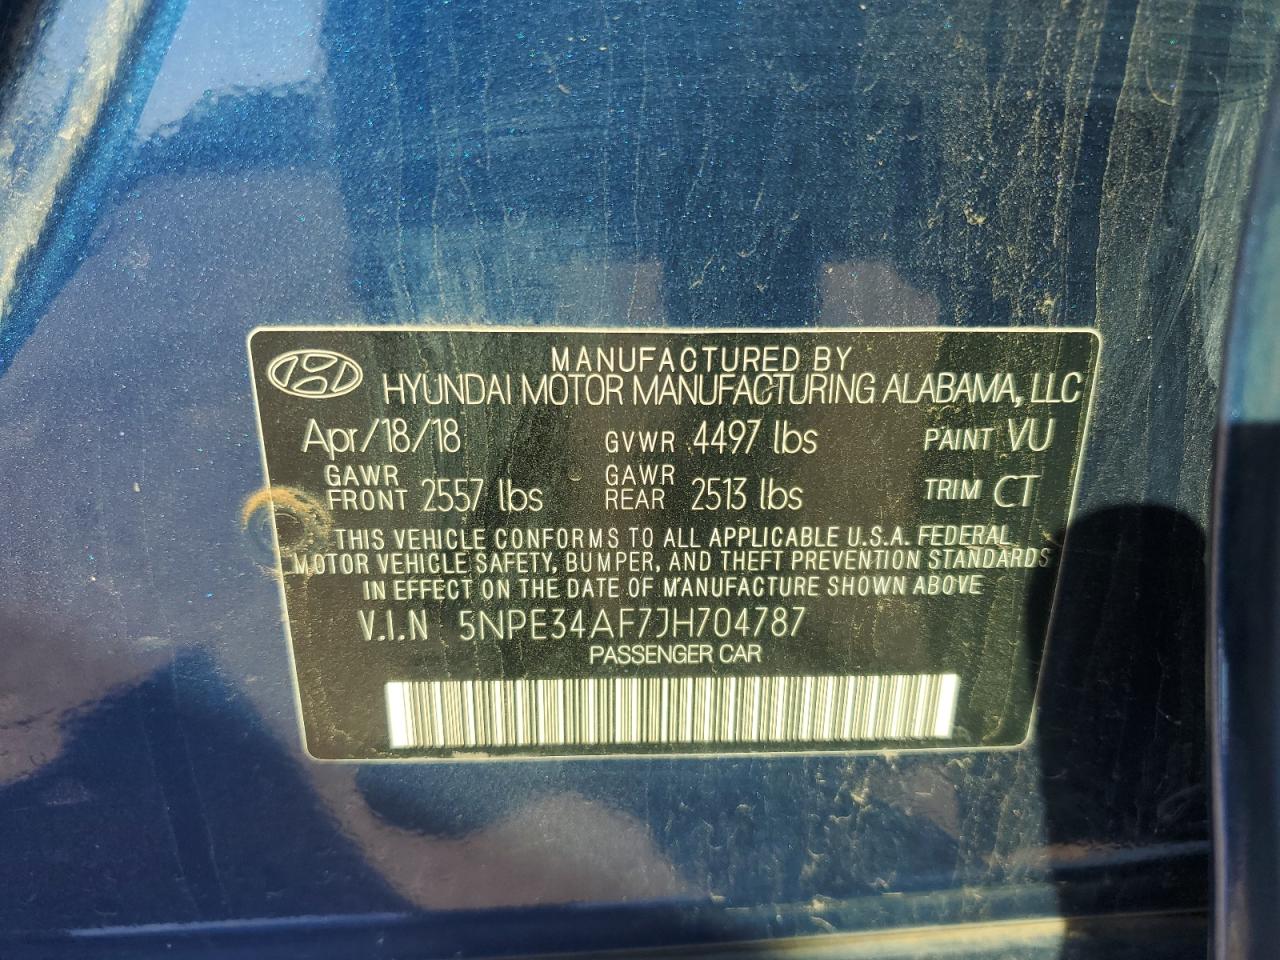 MANUFACTURED BY
HYUNDAI MOTOR MANUFACTURING ALABAMA, LLC
Apr/18/18 GVWR 4497 lbs PAINT VU
GAWR FRONT 2557 lbs GAWR REAR 2513 lbs TRIM CT
THIS VEHICLE CONFORMS TO ALL APPLICABLE U.S.A. FEDERAL
MOTOR VEHICLE SAFETY, BUMPER, AND THEFT PREVENTION STANDARDS
IN EFFECT ON THE DATE OF MANUFACTURE SHOWN ABOVE
V.I.N 5NPE34AF7JH704787
PASSENGER CAR